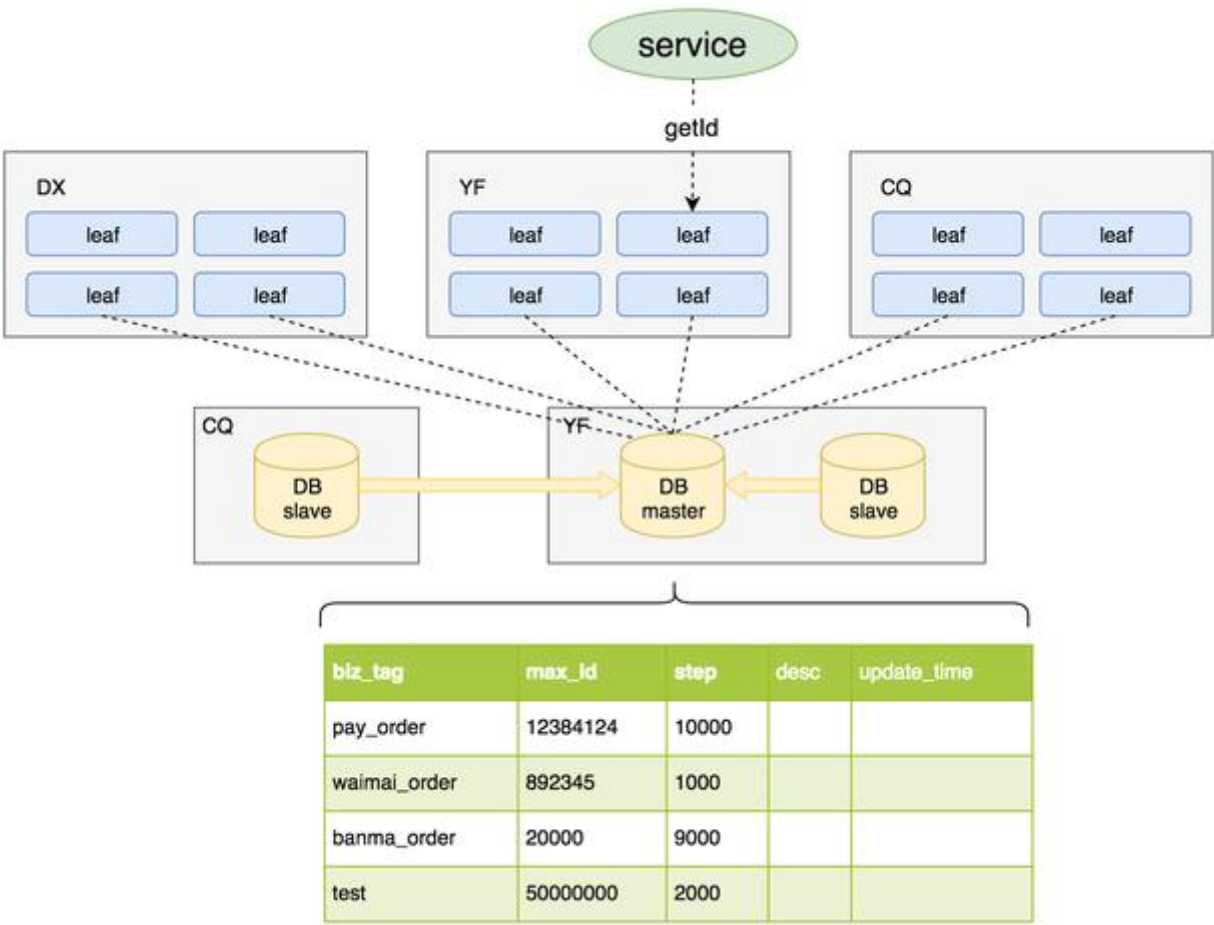 service
getId
DX
leaf leaf
leaf leaf
YF
leaf leaf
leaf leaf
CQ
leaf leaf
leaf leaf
CQ
DB
slave
YF
DB
master
DB
slave
biz_tag max_id step desc update_time
pay_order 12384124 10000
waimai_order 892345 1000
banma_order 20000 9000
test 50000000 2000